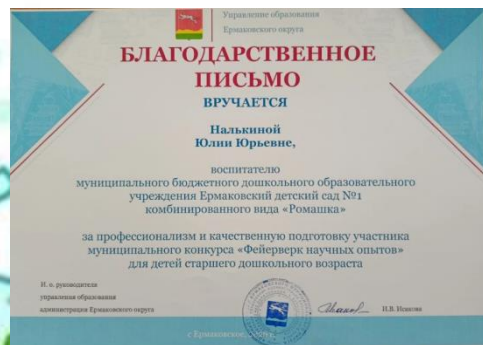 Управление образования
Ермаковского округа
БЛАГОДАРСТВЕННОЕ
ПИСЬМО
ВРУЧАЕТСЯ
Налькиной
Юлии Юрьевне,
воспитателю
муниципального бюджетного дошкольного образовательного
учреждения Ермаковский детский сад №1
комбинированного вида «Ромашка»
за профессионализм и качественную подготовку участника
муниципального конкурса «Фейерверк научных опытов»
для детей старшего дошкольного возраста
И. о. руководителя
управления образования
администрации Ермаковского округа
Н.В. Исакова
с Ермаковское,